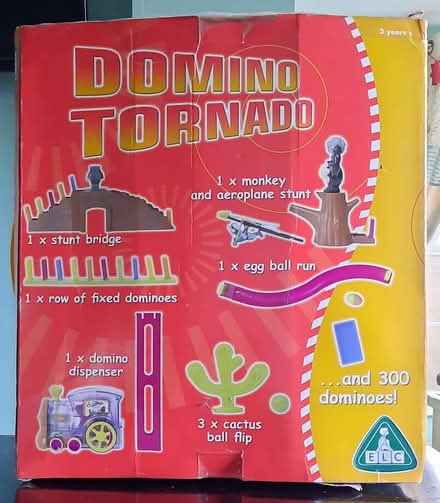 3 years +
DOMINO
TORNADO
1 x monkey
and aeroplane stunt
1 x stunt bridge
1 x egg ball run
1 x row of fixed dominoes
1 x domino
dispenser
...and 300
dominoes!
3 x cactus
ball flip
ELC